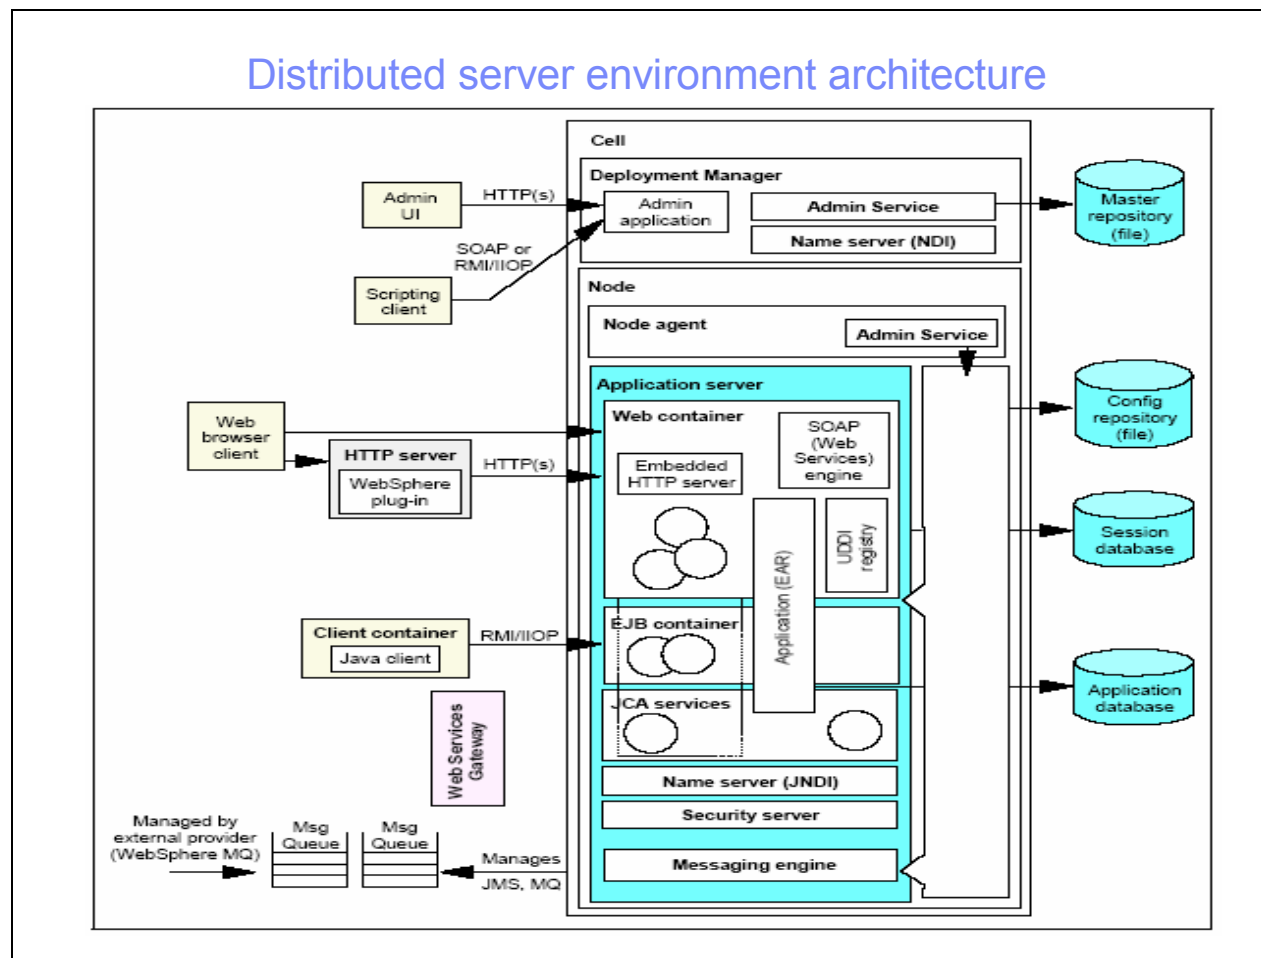 Distributed server environment architecture
Cell
Deployment Manager
Admin
UI
HTTP(s)
Admin
application
Admin Service
Name server (NDI)
Master
repository
(file)
SOAP or
RMI/IIOP
Scripting
client
Node
Node agent
Admin Service
Application server
Web container
Web
browser
client
HTTP server
WebSphere
plug-in
HTTP(s)
Embedded
HTTP server
SOAP
(Web
Services)
engine
Config
repository
(file)
Application (EAR)
UDDI
registry
Session
database
Client container
Java client
RMI/IIOP
EJB container
JCA services
Application
database
Web Services
Gateway
Name server (JNDI)
Security server
Messaging engine
Managed by
external provider
(WebSphere MQ)
Msg
Queue
Msg
Queue
Manages
JMS, MQ